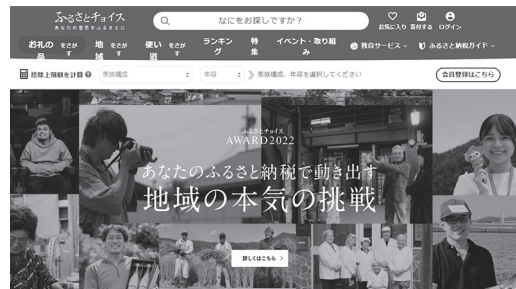 ふるさとチョイス
あなたの意思をふるさとに
なにをお探しですか？
お気に入り 寄付する ログイン
お礼の品 をさがす
地域 をさがす
使い道 をさがす
ランキング
特集
イベント・取り組み
独自サービス
ふるさと納税ガイド
控除上限額を計算
家族構成
年収
家族構成、年収を選択してください
会員登録はこちら
ふるさとチョイス
AWARD2022
あなたのふるさと納税で動き出す
地域の本気の挑戦
詳しくはこちら >